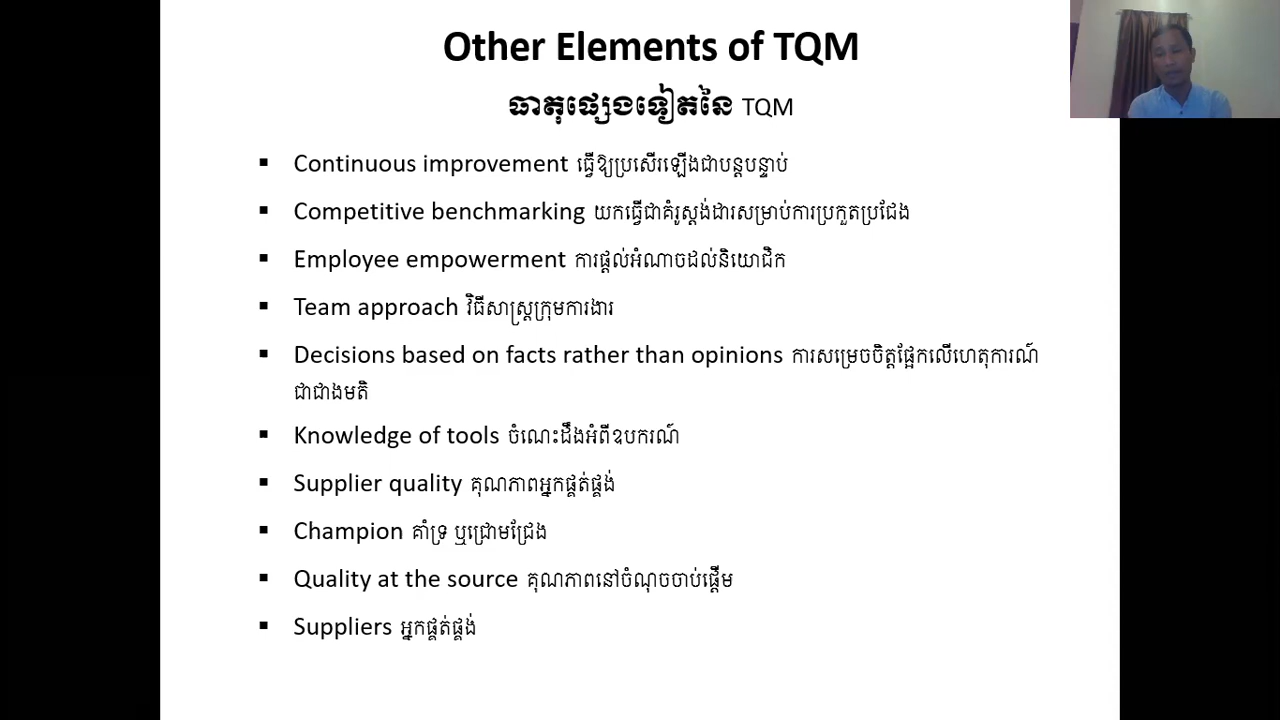 Other Elements of TQM
ធាតុផ្សេងទៀតនៃ TQM
▪ Continuous improvement ធ្វើឱ្យប្រសើរឡើងជាបន្តបន្ទាប់
▪ Competitive benchmarking យកធ្វើជាគំរូស្តង់ដារសម្រាប់ការប្រកួតប្រជែង
▪ Employee empowerment ការផ្តល់អំណាចដល់និយោជិក
▪ Team approach វិធីសាស្ត្រក្រុមការងារ
▪ Decisions based on facts rather than opinions ការសម្រេចចិត្តផ្អែកលើហេតុការណ៍
ជាជាងមតិ
▪ Knowledge of tools ចំណេះដឹងអំពីឧបករណ៍
▪ Supplier quality គុណភាពអ្នកផ្គត់ផ្គង់
▪ Champion គាំទ្រ ឬជ្រោមជ្រែង
▪ Quality at the source គុណភាពនៅចំណុចចាប់ផ្តើម
▪ Suppliers អ្នកផ្គត់ផ្គង់